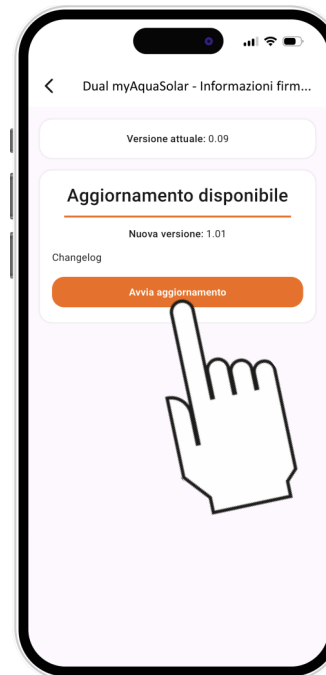 Dual myAquaSolar - Informazioni firm...
Versione attuale: 0.09
Aggiornamento disponibile
Nuova versione: 1.01
Changelog
Avvia aggiornamento